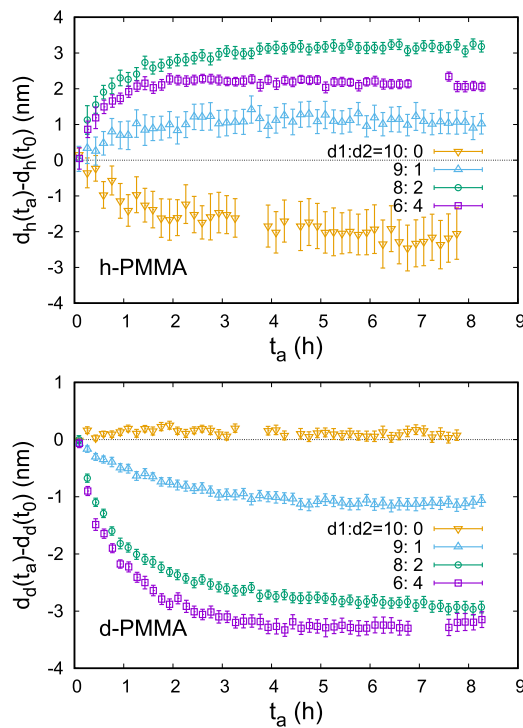 4
3
2
1
0
-1
-2
-3
-4
d_h(t_a)-d_h(t_0) (nm)
d1:d2=10: 0
9: 1
8: 2
6: 4
h-PMMA
0 1 2 3 4 5 6 7 8 9
t_a (h)
1
0
-1
-2
-3
-4
d_d(t_a)-d_d(t_0) (nm)
d1:d2=10: 0
9: 1
8: 2
6: 4
d-PMMA
0 1 2 3 4 5 6 7 8 9
t_a (h)